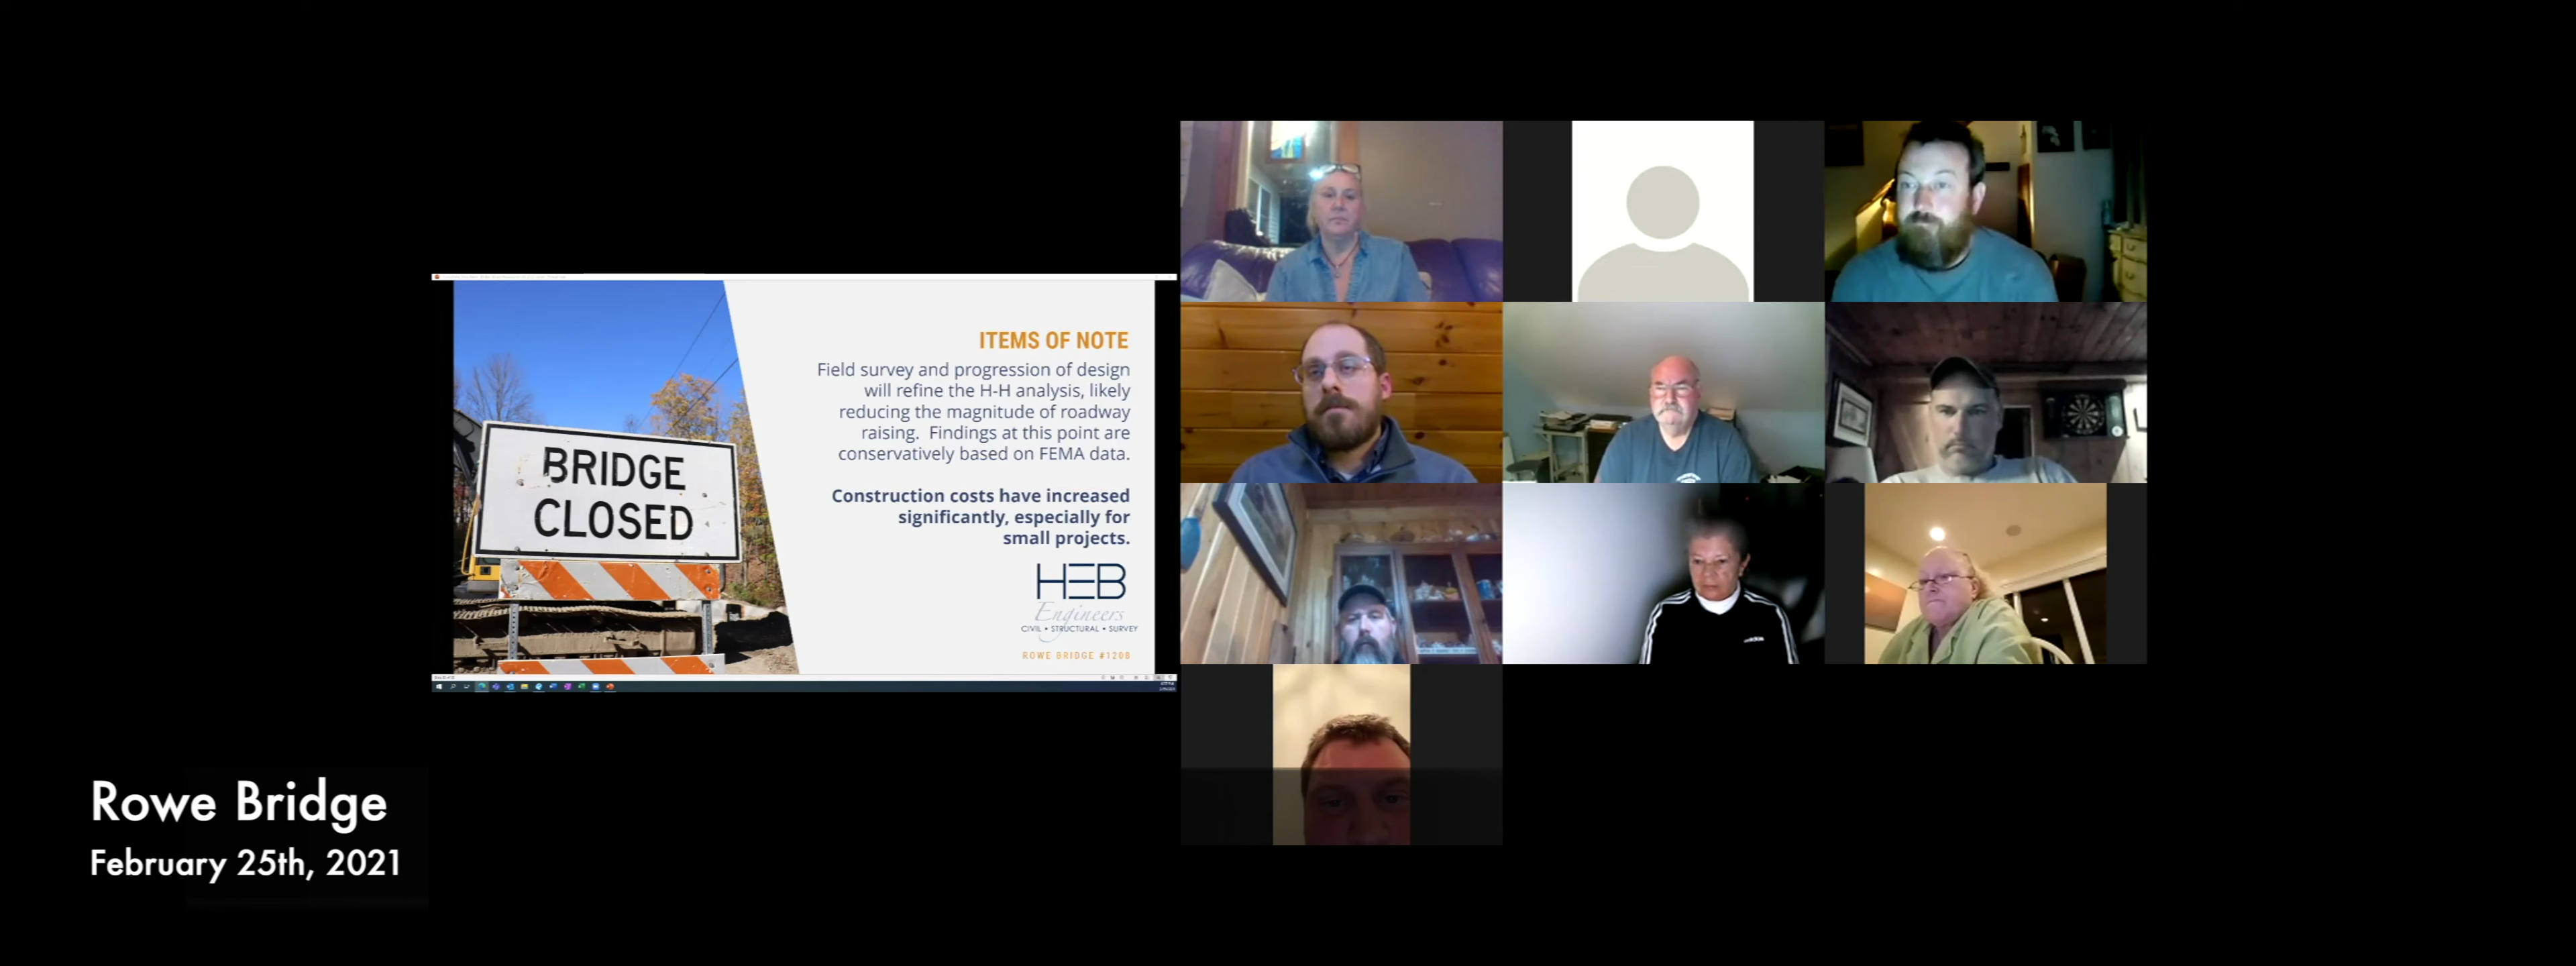 BRIDGE
CLOSED
ITEMS OF NOTE
Field survey and progression of design
will refine the H-H analysis, likely
reducing the magnitude of roadway
raising. Findings at this point are
conservatively based on FEMA data.
Construction costs have increased
significantly, especially for
small projects.
HEB
Engineers
CIVIL • STRUCTURAL • SURVEY
ROWE BRIDGE #1208
adidas
Rowe Bridge
February 25th, 2021